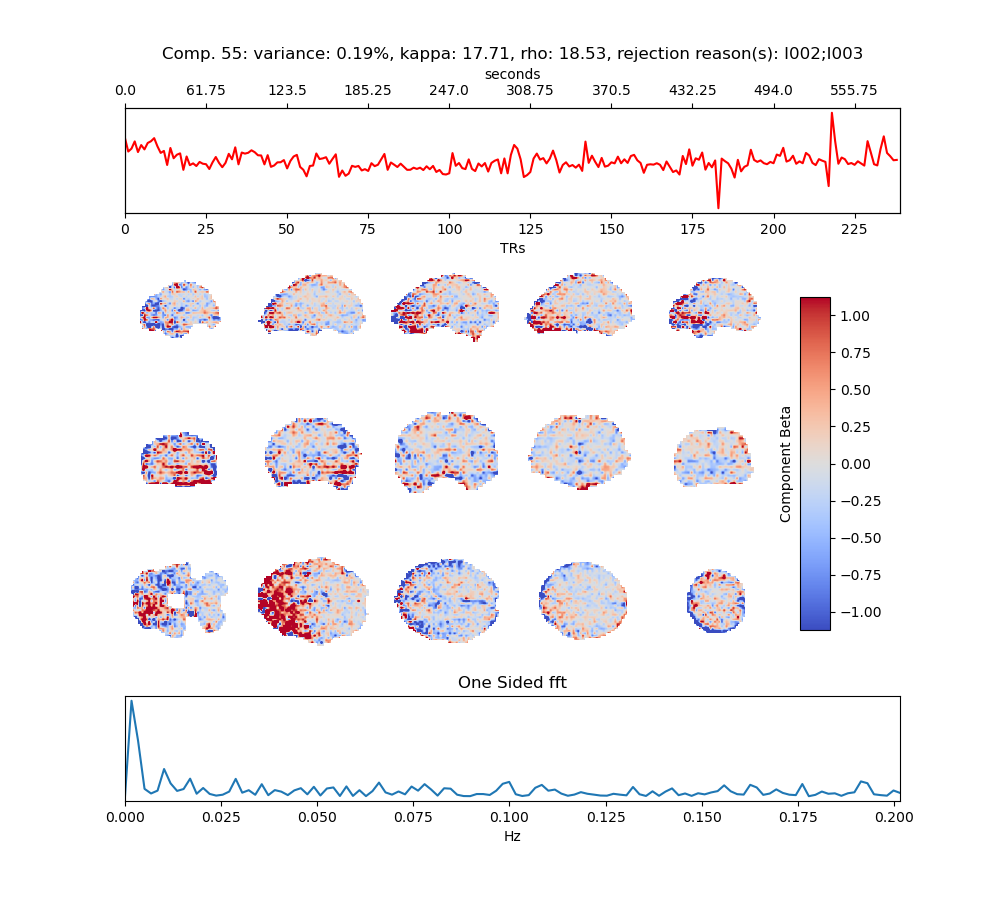 Comp. 55: variance: 0.19%, kappa: 17.71, rho: 18.53, rejection reason(s): I002;I003
seconds
0.0 61.75 123.5 185.25 247.0 308.75 370.5 432.25 494.0 555.75
0 25 50 75 100 125 150 175 200 225
TRs
1.00
0.75
0.50
0.25
0.00
−0.25
−0.50
−0.75
−1.00
Component Beta
One Sided fft
0.000 0.025 0.050 0.075 0.100 0.125 0.150 0.175 0.200
Hz